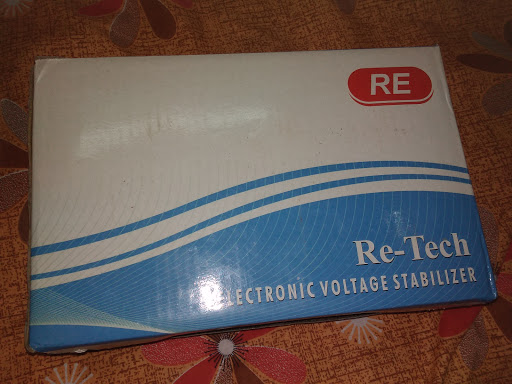 RE
Re-Tech
ELECTRONIC VOLTAGE STABILIZER